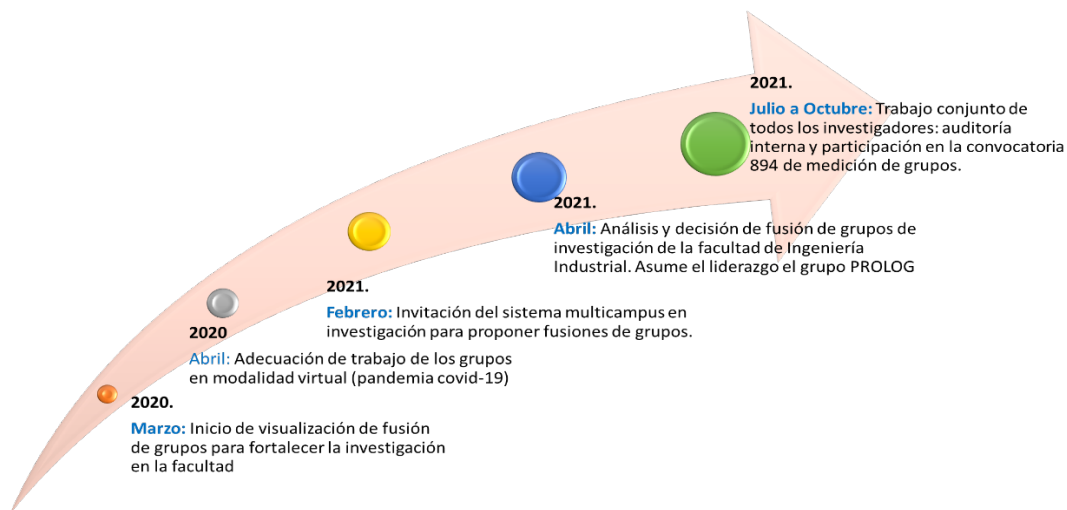 2020.
Marzo: Inicio de visualización de fusión
de grupos para fortalecer la investigación
en la facultad
2020
Abril: Adecuación de trabajo de los grupos
en modalidad virtual (pandemia covid-19)
2021.
Febrero: Invitación del sistema multicampus en
investigación para proponer fusiones de grupos.
2021.
Abril: Análisis y decisión de fusión de grupos de
investigación de la facultad de Ingeniería
Industrial. Asume el liderazgo el grupo PROLOG
2021.
Julio a Octubre: Trabajo conjunto de
todos los investigadores: auditoría
interna y participación en la convocatoria
894 de medición de grupos.